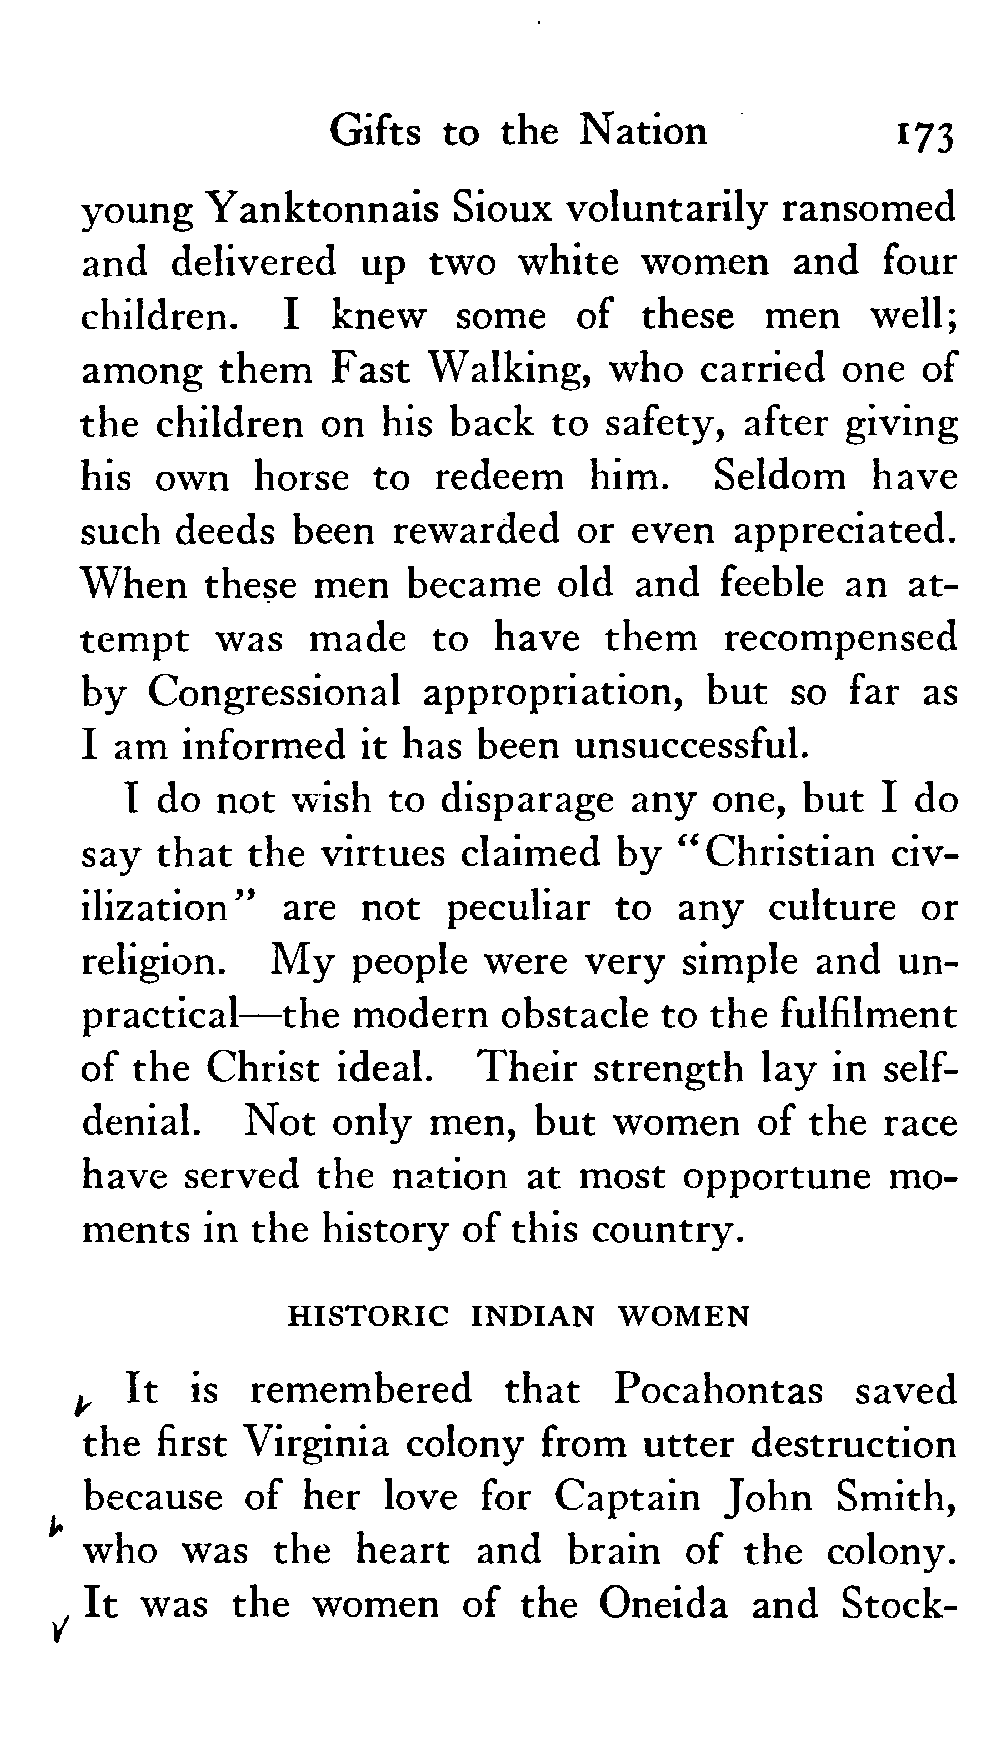 Gifts to the Nation 173
young Yanktonnais Sioux voluntarily ransomed
and delivered up two white women and four
children. I knew some of these men well;
among them Fast Walking, who carried one of
the children on his back to safety, after giving
his own horse to redeem him. Seldom have
such deeds been rewarded or even appreciated.
When these men became old and feeble an at-
tempt was made to have them recompensed
by Congressional appropriation, but so far as
I am informed it has been unsuccessful.
I do not wish to disparage any one, but I do
say that the virtues claimed by “Christian civ-
ilization” are not peculiar to any culture or
religion. My people were very simple and un-
practical—the modern obstacle to the fulfilment
of the Christ ideal. Their strength lay in self-
denial. Not only men, but women of the race
have served the nation at most opportune mo-
ments in the history of this country.
HISTORIC INDIAN WOMEN
It is remembered that Pocahontas saved
the first Virginia colony from utter destruction
because of her love for Captain John Smith,
who was the heart and brain of the colony.
It was the women of the Oneida and Stock-